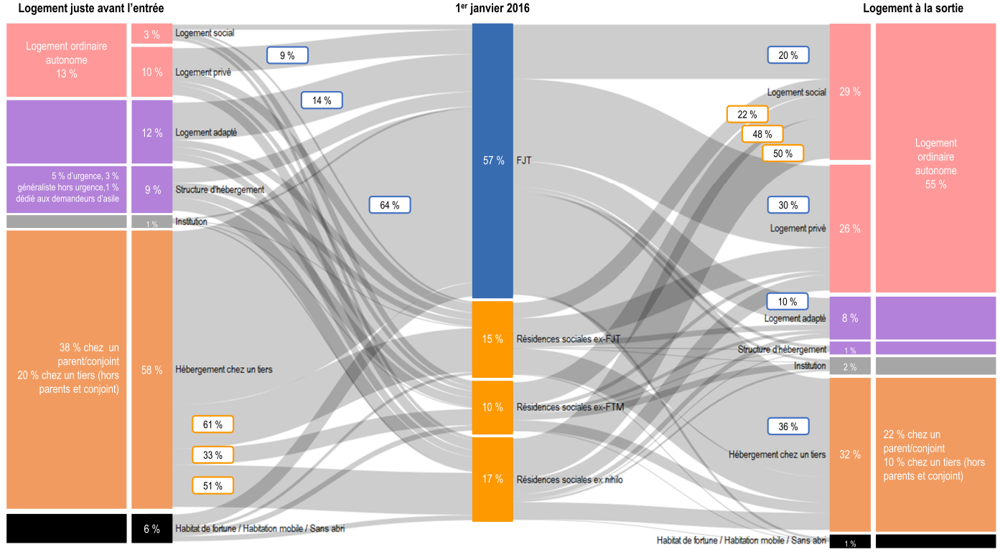 Logement juste avant l’entrée
1er janvier 2016
Logement à la sortie
Logement ordinaire
autonome
13 %
3 %
Logement social
10 %
Logement privé
9 %
14 %
12 %
Logement adapté
5 % d’urgence, 3 %
généraliste hors urgence,1 %
dédié aux demandeurs d’asile
9 %
Structure d'hébergement
1 %
Institution
64 %
38 % chez un
parent/conjoint
20 % chez un tiers (hors
parents et conjoint)
58 %
Hébergement chez un tiers
61 %
33 %
51 %
6 %
Habitat de fortune / Habitation mobile / Sans abri
57 %
FJT
15 %
Résidences sociales ex-FJT
10 %
Résidences sociales ex-FTM
17 %
Résidences sociales ex nihilo
20 %
Logement social
29 %
22 %
48 %
50 %
30 %
Logement privé
26 %
Logement
ordinaire
autonome
55 %
10 %
Logement adapté
8 %
Structure d'hébergement
1 %
Institution
2 %
36 %
Hébergement chez un tiers
32 %
22 % chez un
parent/conjoint
10 % chez un tiers (hors
parents et conjoint)
Habitat de fortune / Habitation mobile / Sans abri
1 %